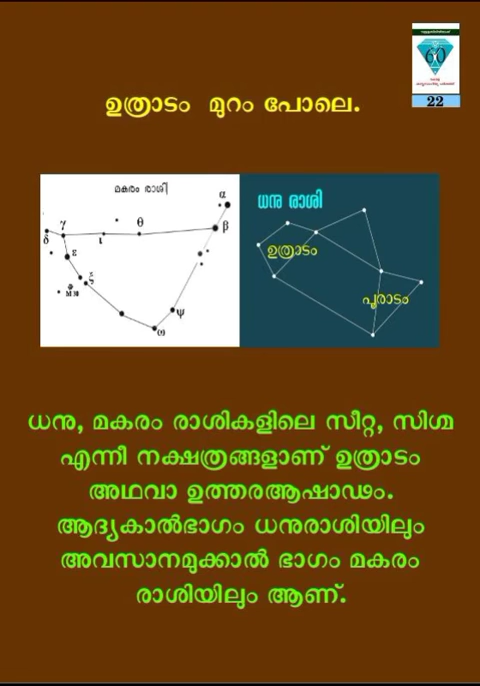 60
22
ഉത്രാടം മുറം പോലെ.
മകരം രാശി
α
β
θ
ι
γ
δ
ε
ξ
ψ
ω
ധനു രാശി
ഉത്രാടം
പൂരാടം
ധനു, മകരം രാശികളിലെ സീറ്റ, സിഗ്മ
എന്നീ നക്ഷത്രങ്ങളാണ് ഉത്രാടം
അഥവാ ഉത്തരആഷാഢം.
ആദ്യകാൽഭാഗം ധനുരാശിയിലും
അവസാനമുക്കാൽ ഭാഗം മകരം
രാശിയിലും ആണ്.